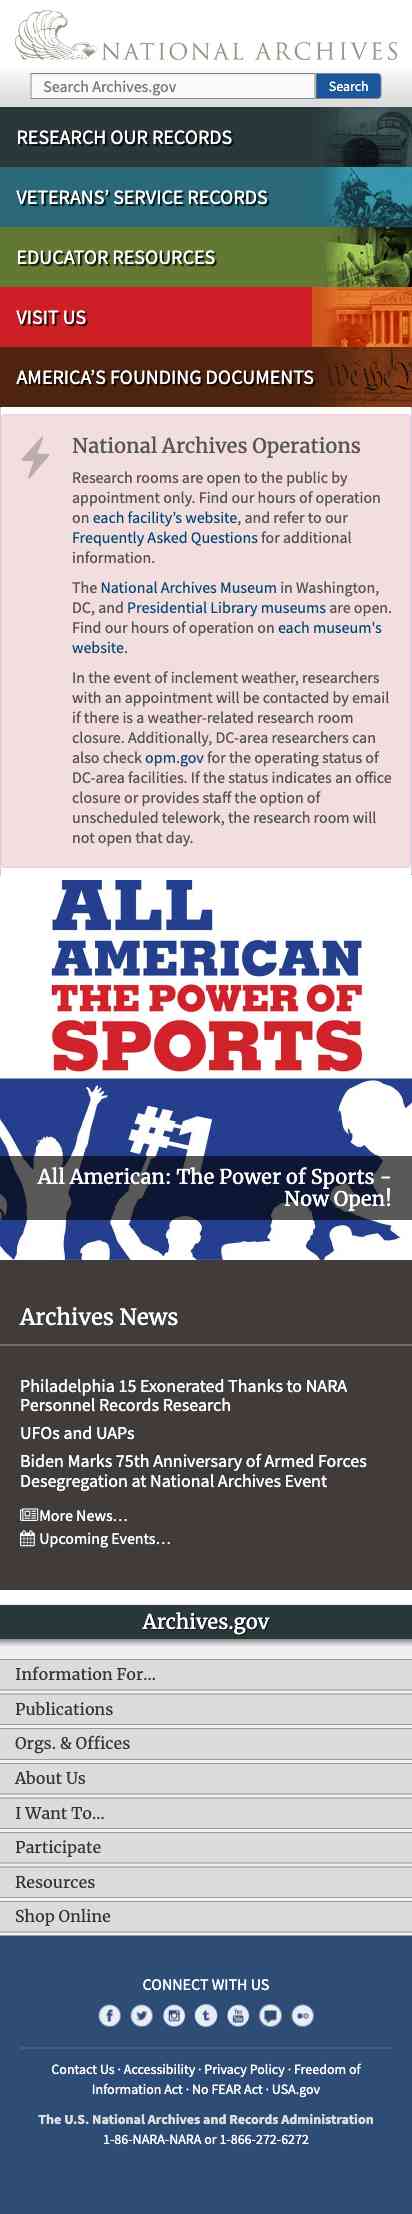 NATIONAL ARCHIVES
Search Archives.gov
Search
RESEARCH OUR RECORDS
VETERANS' SERVICE RECORDS
EDUCATOR RESOURCES
VISIT US
AMERICA'S FOUNDING DOCUMENTS
We the
National Archives Operations
Research rooms are open to the public by
appointment only. Find our hours of operation
on each facility's website, and refer to our
Frequently Asked Questions for additional
information.
The National Archives Museum in Washington,
DC, and Presidential Library museums are open.
Find our hours of operation on each museum's
website.
In the event of inclement weather, researchers
with an appointment will be contacted by email
if there is a weather-related research room
closure. Additionally, DC-area researchers can
also check opm.gov for the operating status of
DC-area facilities. If the status indicates an office
closure or provides staff the option of
unscheduled telework, the research room will
not open that day.
ALL
AMERICAN
THE POWER OF
SPORTS
#1
All American: The Power of Sports -
Now Open!
Archives News
Philadelphia 15 Exonerated Thanks to NARA
Personnel Records Research
UFOs and UAPs
Biden Marks 75th Anniversary of Armed Forces
Desegregation at National Archives Event
More News...
Upcoming Events...
Archives.gov
Information For...
Publications
Orgs. & Offices
About Us
I Want To...
Participate
Resources
Shop Online
CONNECT WITH US
Contact Us · Accessibility · Privacy Policy · Freedom of
Information Act · No FEAR Act · USA.gov
The U.S. National Archives and Records Administration
1-86-NARA-NARA or 1-866-272-6272